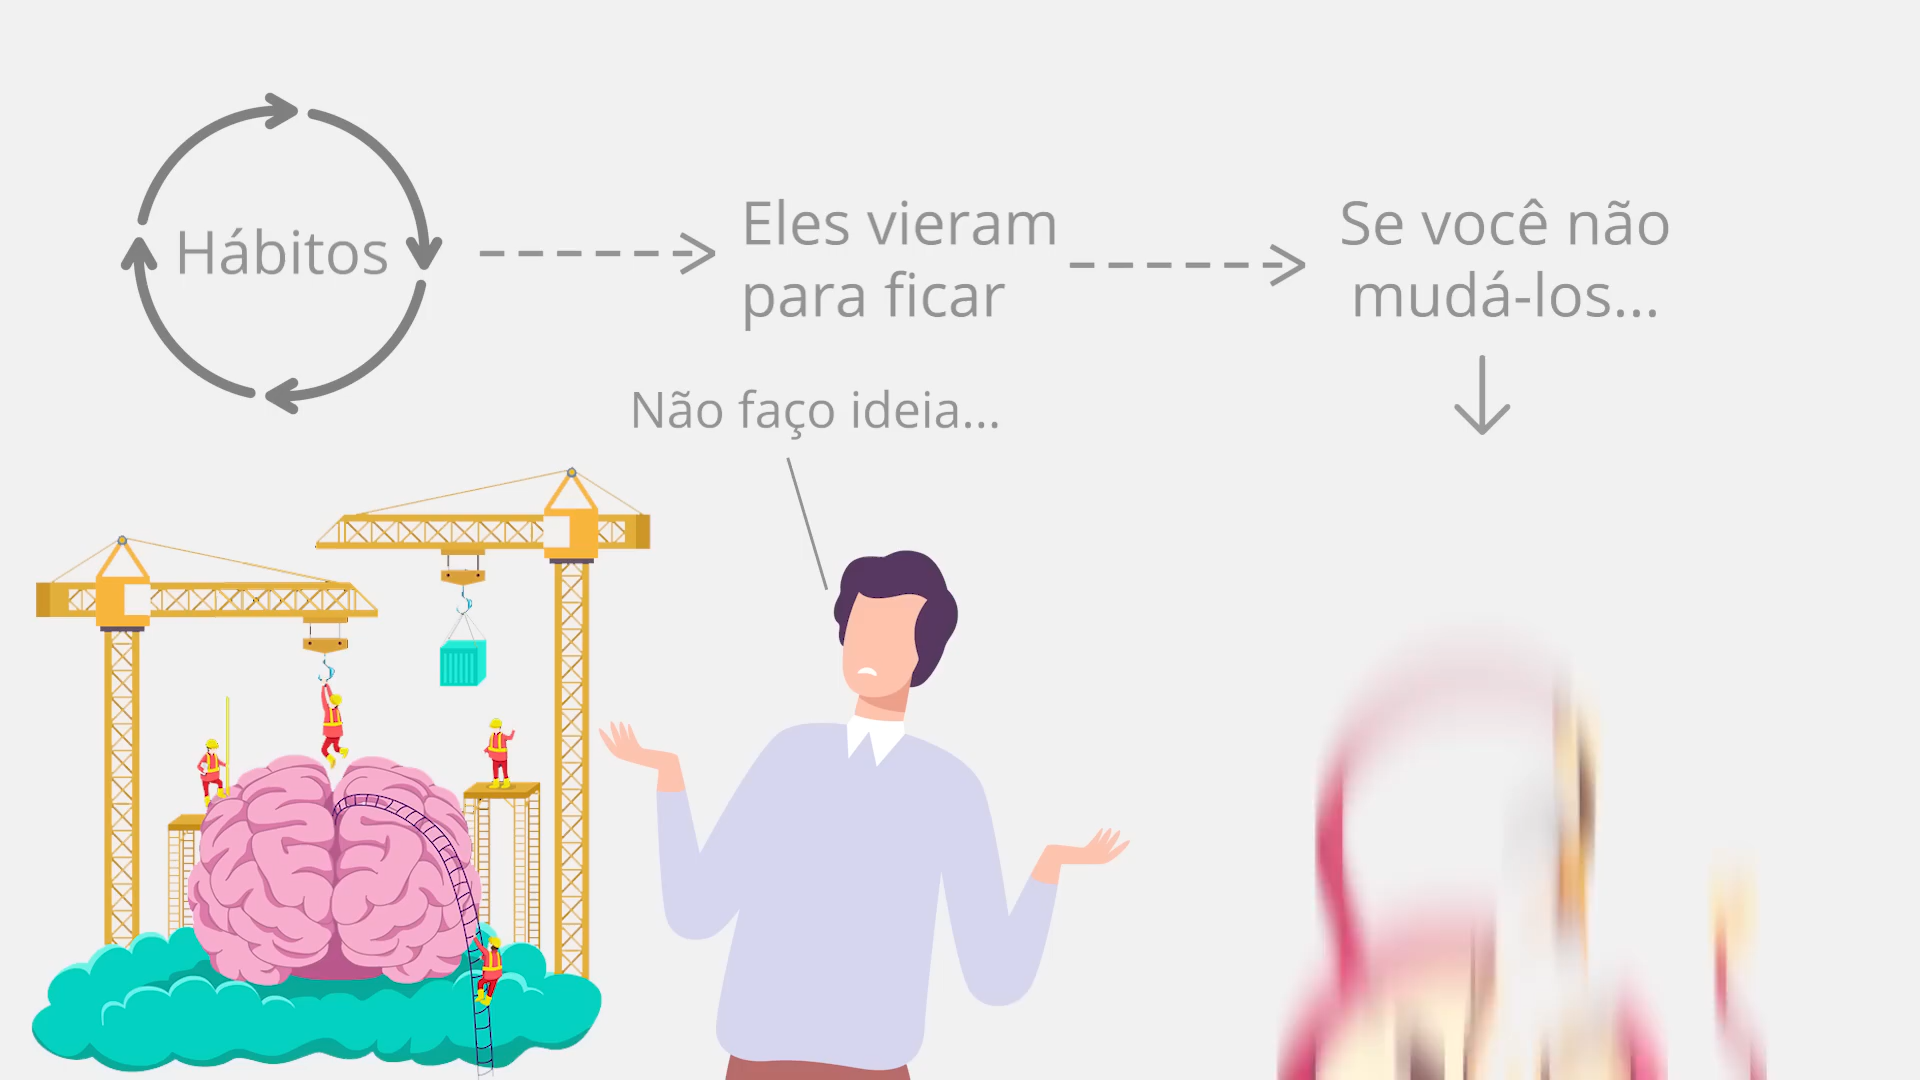 Hábitos
Eles vieram
para ficar
Se você não
mudá-los...
Não faço ideia...